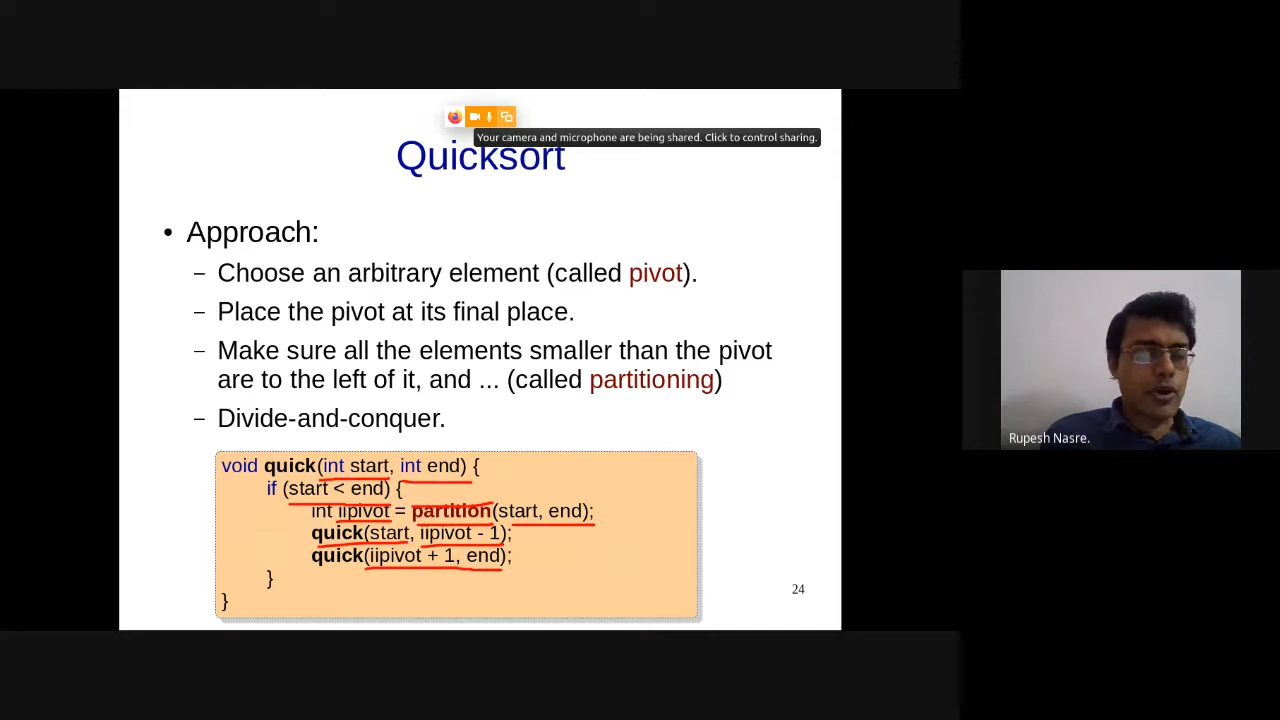 Your camera and microphone are being shared. Click to control sharing.
Quicksort
• Approach:
– Choose an arbitrary element (called pivot).
– Place the pivot at its final place.
– Make sure all the elements smaller than the pivot
are to the left of it, and ... (called partitioning)
– Divide-and-conquer.
void quick(int start, int end) {
if (start < end) {
int iipivot = partition(start, end);
quick(start, iipivot - 1);
quick(iipivot + 1, end);
}
}
24
Rupesh Nasre.